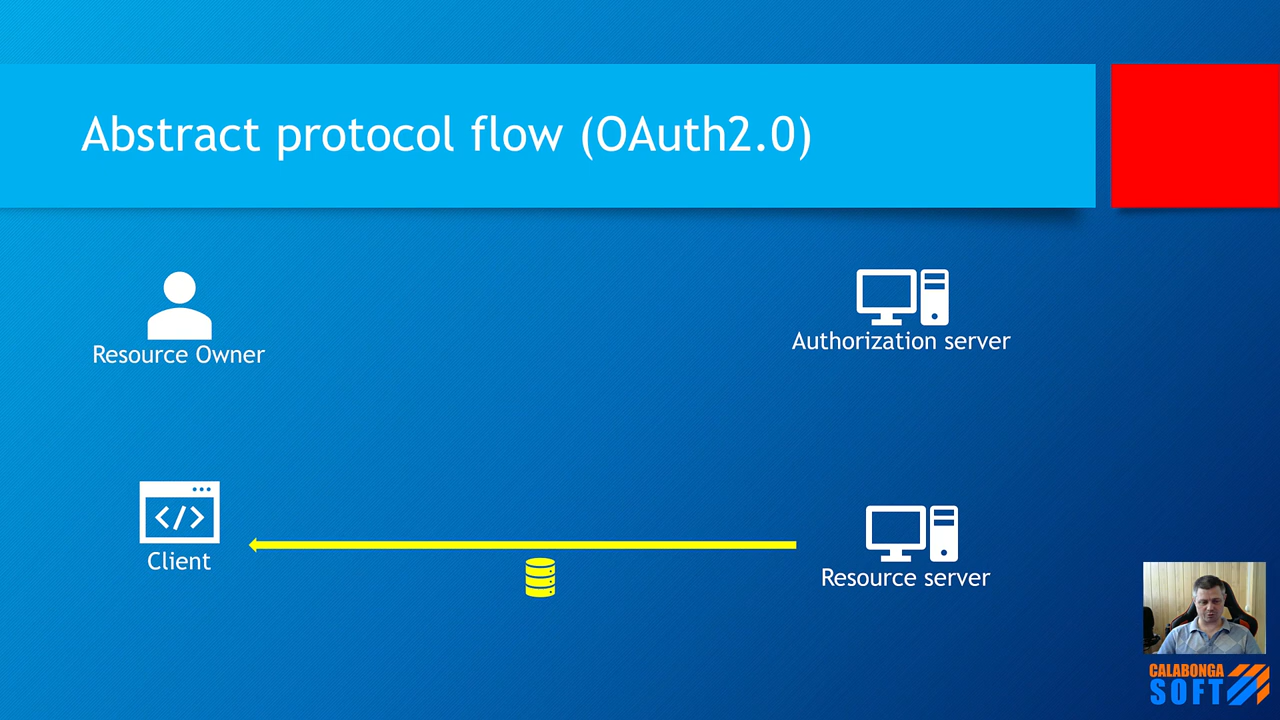 Abstract protocol flow (OAuth2.0)
Resource Owner
Authorization server
</>
Client
Resource server
CALABONGA
SOFT